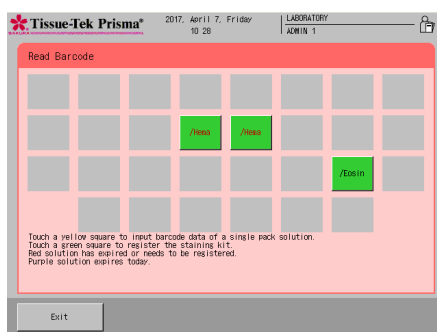 Tissue-Tek Prisma®
2017, April 7, Friday
10 28
LABORATORY
ADMIN 1
SAKURA
Read Barcode
/Hema
/Hema
/Eosin
Touch a yellow square to input barcode data of a single pack solution.
Touch a green square to register the staining kit.
Red solution has expired or needs to be registered.
Purple solution expires today.
Exit